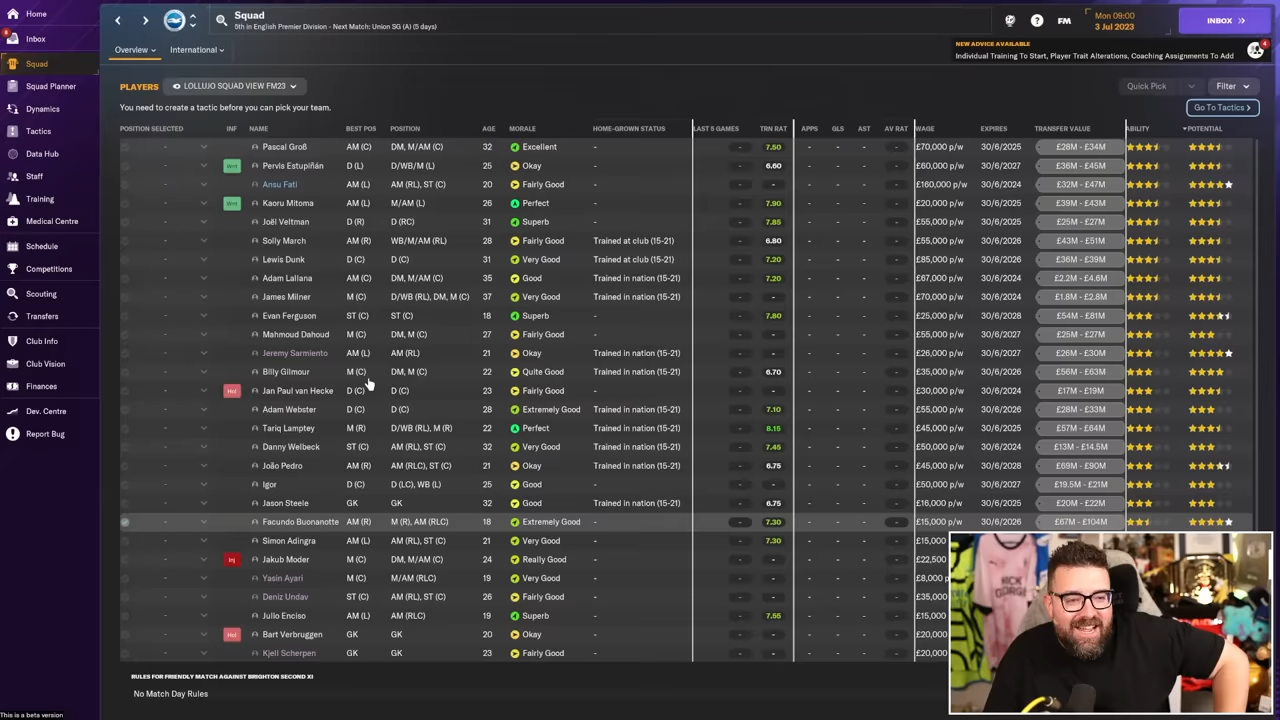 Home
Inbox
8
Squad
Squad Planner
Dynamics
Tactics
Data Hub
Staff
Training
Medical Centre
Schedule
Competitions
Scouting
Transfers
Club Info
Club Vision
Finances
Dev. Centre
Report Bug
This is a beta version
Squad
5th in English Premier Division - Next Match: Union SG (A) (5 days)
FM
Mon 09:00
3 Jul 2023
INBOX
Overview
International
NEW ADVICE AVAILABLE
Individual Training To Start, Player Trait Alterations, Coaching Assignments To Add
4
PLAYERS LOLLUJO SQUAD VIEW FM23 Quick Pick Filter
You need to create a tactic before you can pick your team. Go To Tactics
POSITION SELECTED INF NAME BEST POS POSITION AGE MORALE HOME-GROWN STATUS LAST 5 GAMES TRN RAT APPS GLS AST AV RAT WAGE EXPIRES TRANSFER VALUE ABILITY POTENTIAL
- Pascal Groß AM (C) DM, M/AM (C) 32 Excellent - - 7.50 - - - - £70,000 p/w 30/6/2025 £28M - £34M
- Wnt Pervis Estupiñán D (L) D/WB/M (L) 25 Okay - - 6.60 - - - - £60,000 p/w 30/6/2027 £36M - £45M
- Ansu Fati AM (L) AM (RL), ST (C) 20 Fairly Good - - - - - - - £160,000 p/w 30/6/2024 £32M - £47M
- Wnt Kaoru Mitoma AM (L) M/AM (L) 26 Perfect - - 7.90 - - - - £20,000 p/w 30/6/2025 £39M - £43M
- Joël Veltman D (R) D (RC) 31 Superb - - 7.85 - - - - £55,000 p/w 30/6/2025 £25M - £27M
- Solly March AM (R) WB/M/AM (RL) 28 Fairly Good Trained at club (15-21) - 6.80 - - - - £55,000 p/w 30/6/2026 £43M - £51M
- Lewis Dunk D (C) D (C) 31 Very Good Trained at club (15-21) - 7.20 - - - - £85,000 p/w 30/6/2026 £36M - £39M
- Adam Lallana AM (C) DM, M/AM (C) 35 Good Trained in nation (15-21) - 7.20 - - - - £67,000 p/w 30/6/2024 £2.2M - £4.6M
- James Milner M (C) D/WB (RL), DM, M (C) 37 Very Good Trained in nation (15-21) - - - - - - £70,000 p/w 30/6/2024 £1.8M - £2.8M
- Evan Ferguson ST (C) ST (C) 18 Superb - - 7.80 - - - - £25,000 p/w 30/6/2028 £54M - £81M
- Mahmoud Dahoud M (C) DM, M (C) 27 Fairly Good - - - - - - - £55,000 p/w 30/6/2027 £25M - £27M
- Jeremy Sarmiento AM (L) AM (RL) 21 Okay Trained in nation (15-21) - - - - - - £26,000 p/w 30/6/2027 £26M - £30M
- Billy Gilmour M (C) DM, M (C) 22 Quite Good Trained in nation (15-21) - 6.70 - - - - £35,000 p/w 30/6/2026 £56M - £63M
- Hol Jan Paul van Hecke D (C) D (C) 23 Fairly Good - - - - - - - £30,000 p/w 30/6/2027 £17M - £19M
- Adam Webster D (C) D (C) 28 Extremely Good Trained in nation (15-21) - 7.10 - - - - £55,000 p/w 30/6/2026 £28M - £33M
- Tariq Lamptey M (R) D/WB (RL), M (R) 22 Perfect Trained in nation (15-21) - 8.15 - - - - £45,000 p/w 30/6/2025 £57M - £64M
- Danny Welbeck ST (C) AM (RL), ST (C) 32 Very Good Trained in nation (15-21) - 7.45 - - - - £50,000 p/w 30/6/2024 £13M - £14.5M
- João Pedro AM (R) AM (RLC), ST (C) 21 Okay Trained in nation (15-21) - 6.75 - - - - £45,000 p/w 30/6/2028 £69M - £90M
- Igor D (C) D (LC), WB (L) 25 Good - - - - - - - £50,000 p/w 30/6/2027 £19.5M - £21M
- Jason Steele GK GK 32 Good Trained in nation (15-21) - 6.75 - - - - £16,000 p/w 30/6/2025 £20M - £22M
- Facundo Buonanotte AM (R) M (R), AM (RLC) 18 Extremely Good - - 7.30 - - - - £15,000 p/w 30/6/2026 £67M - £104M
- Simon Adingra AM (L) AM (RL) 21 Very Good - - 7.30 - - - - £15,000
- Inj Jakub Moder M (C) DM, M/AM (C) 24 Really Good - - - - - - - £22,500
- Yasin Ayari M (C) M/AM (RLC) 19 Very Good - - - - - - - £8,000 p
- Deniz Undav ST (C) AM (RL), ST (C) 26 Fairly Good - - - - - - - £35,000
- Julio Enciso AM (L) AM (RLC) 19 Superb - - 7.55 - - - - £15,000
- Hol Bart Verbruggen GK GK 20 Okay - - - - - - - £20,000
- Kjell Scherpen GK GK 23 Fairly Good - - - - - - - £20,000
RULES FOR FRIENDLY MATCH AGAINST BRIGHTON SECOND XI
No Match Day Rules